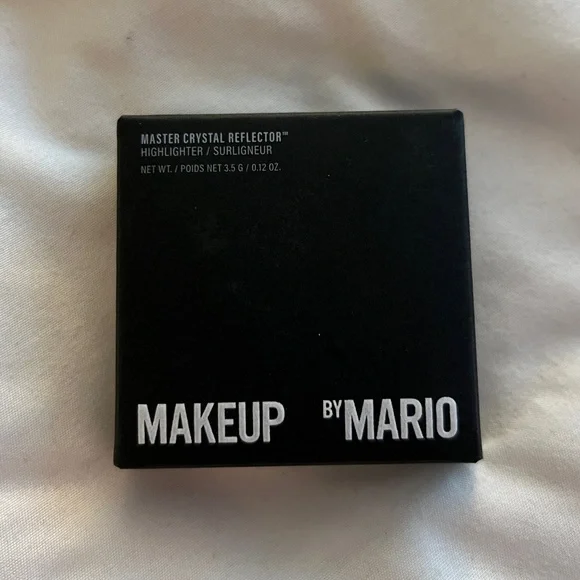 MASTER CRYSTAL REFLECTOR™
HIGHLIGHTER / SURLIGNEUR
NET WT. / POIDS NET 3.5 G / 0.12 OZ.
MAKEUP BY MARIO